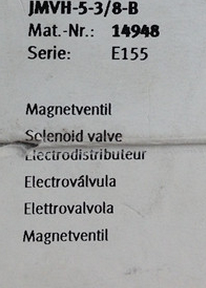 JMVH-5-3/8-B
Mat.-Nr.: 14948
Serie: E155
Magnetventil
Solenoid valve
Electrodistributeur
Electroválvula
Elettrovalvola
Magnetventil